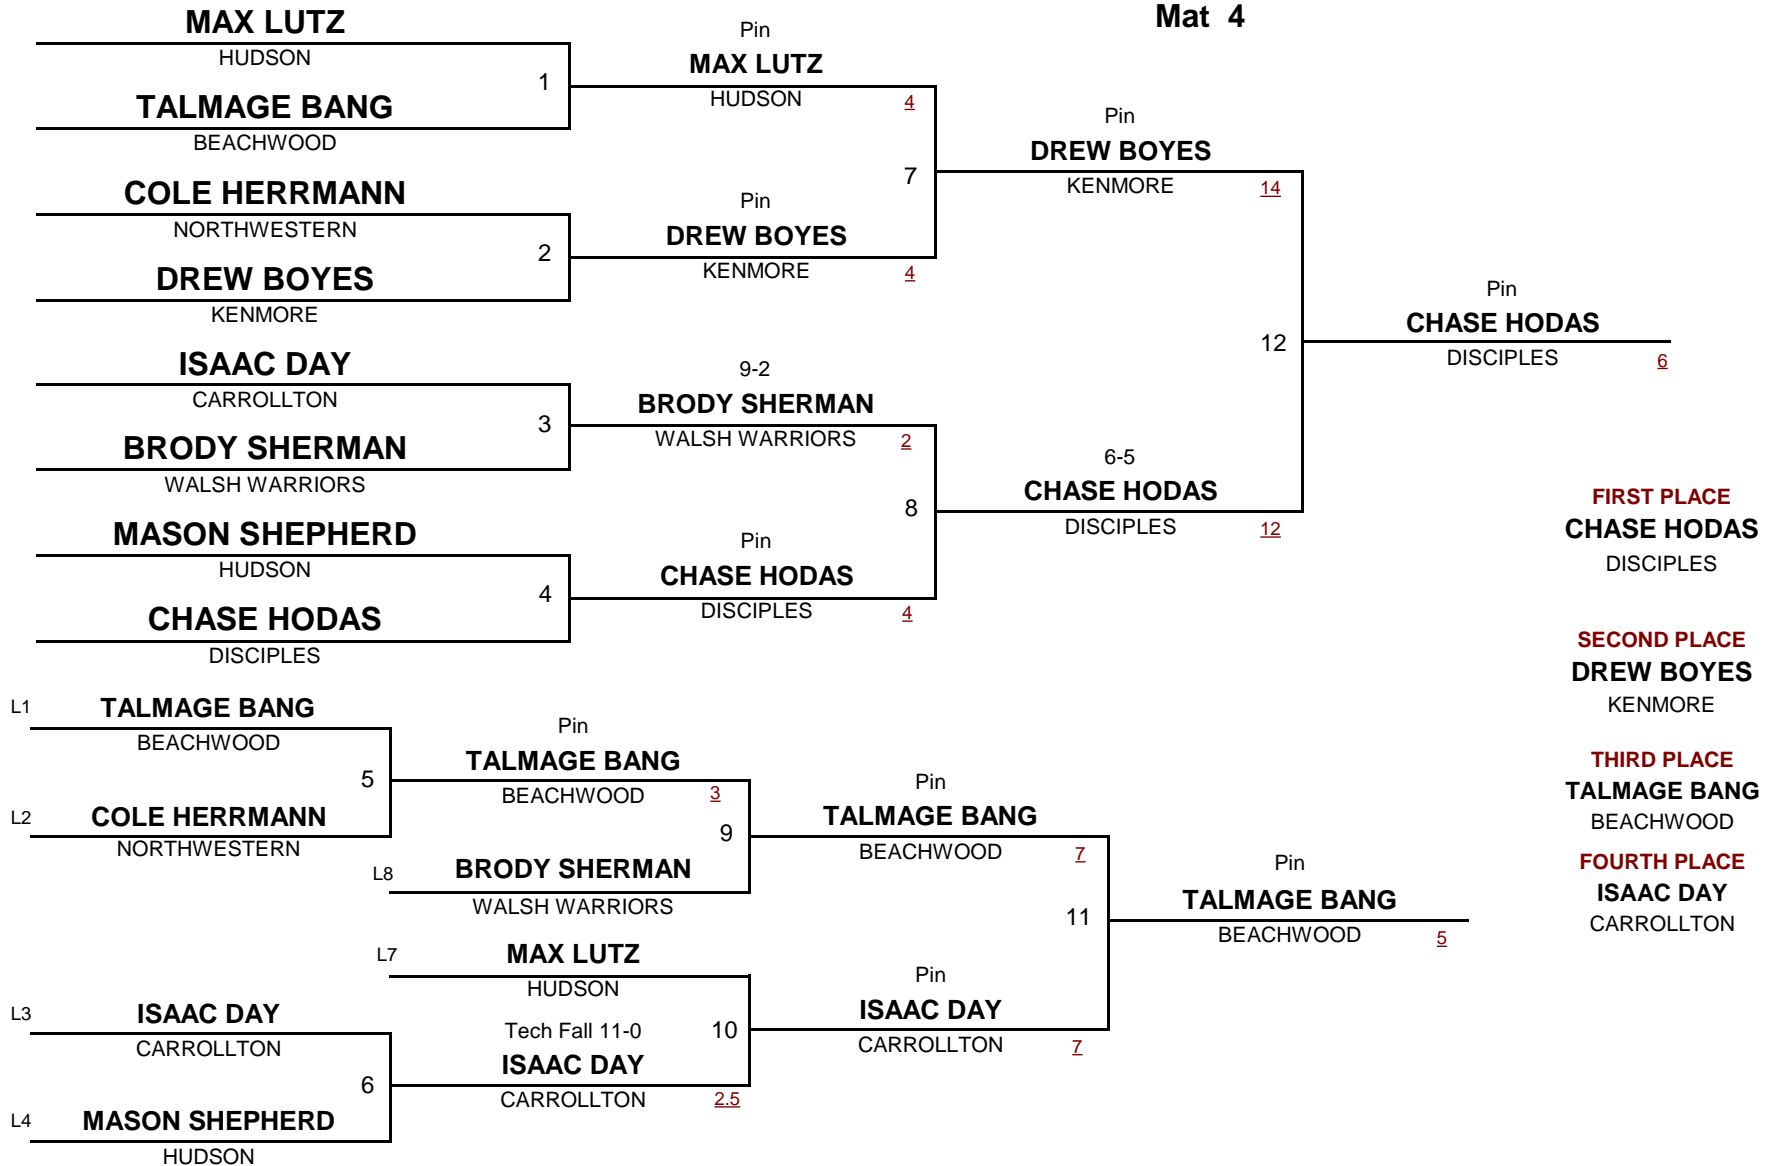 Mat 4
MAX LUTZ
HUDSON
1
TALMAGE BANG
BEACHWOOD
COLE HERRMANN
NORTHWESTERN
2
DREW BOYES
KENMORE
ISAAC DAY
CARROLLTON
3
BRODY SHERMAN
WALSH WARRIORS
MASON SHEPHERD
HUDSON
4
CHASE HODAS
DISCIPLES
Pin
MAX LUTZ
HUDSON 4
7
Pin
DREW BOYES
KENMORE 4
9-2
BRODY SHERMAN
WALSH WARRIORS 2
8
Pin
CHASE HODAS
DISCIPLES 4
Pin
DREW BOYES
KENMORE 14
12
6-5
CHASE HODAS
DISCIPLES 12
Pin
CHASE HODAS
DISCIPLES 6
FIRST PLACE
CHASE HODAS
DISCIPLES
SECOND PLACE
DREW BOYES
KENMORE
THIRD PLACE
TALMAGE BANG
BEACHWOOD
FOURTH PLACE
ISAAC DAY
CARROLLTON
L1 TALMAGE BANG
BEACHWOOD
5
L2 COLE HERRMANN
NORTHWESTERN
L3 ISAAC DAY
CARROLLTON
6
L4 MASON SHEPHERD
HUDSON
Pin
TALMAGE BANG
BEACHWOOD 3
9
L8 BRODY SHERMAN
WALSH WARRIORS
L7 MAX LUTZ
HUDSON
Tech Fall 11-0 10
ISAAC DAY
CARROLLTON 2.5
Pin
TALMAGE BANG
BEACHWOOD 7
11
Pin
ISAAC DAY
CARROLLTON 7
Pin
TALMAGE BANG
BEACHWOOD 5